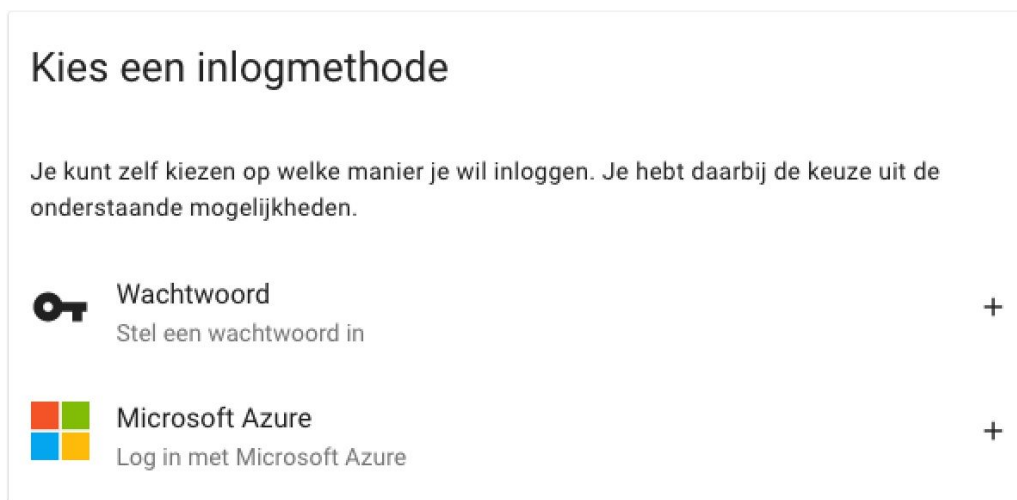 Kies een inlogmethode
Je kunt zelf kiezen op welke manier je wil inloggen. Je hebt daarbij de keuze uit de
onderstaande mogelijkheden.
Wachtwoord
Stel een wachtwoord in
Microsoft Azure
Log in met Microsoft Azure